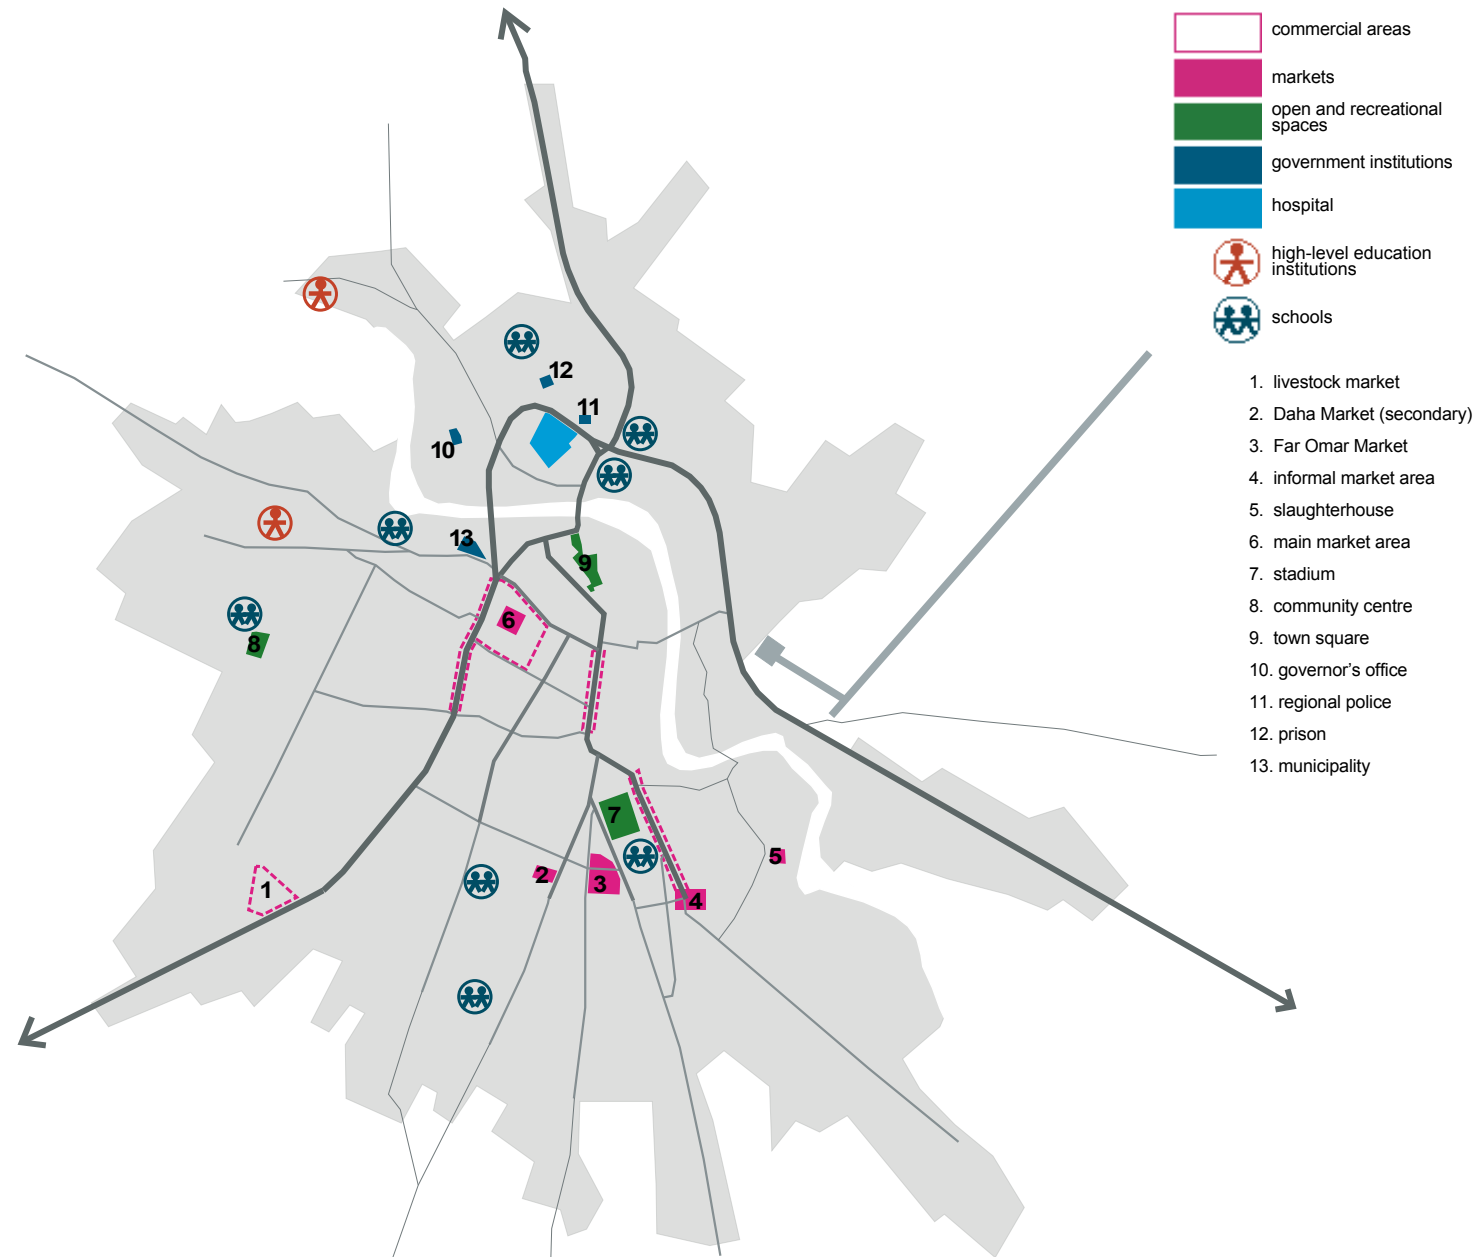 commercial areas
markets
open and recreational
spaces
government institutions
hospital
high-level education
institutions
schools
1. livestock market
2. Daha Market (secondary)
3. Far Omar Market
4. informal market area
5. slaughterhouse
6. main market area
7. stadium
8. community centre
9. town square
10. governor's office
11. regional police
12. prison
13. municipality
12
11
10
13
9
6
8
7
5
2
3
1
4